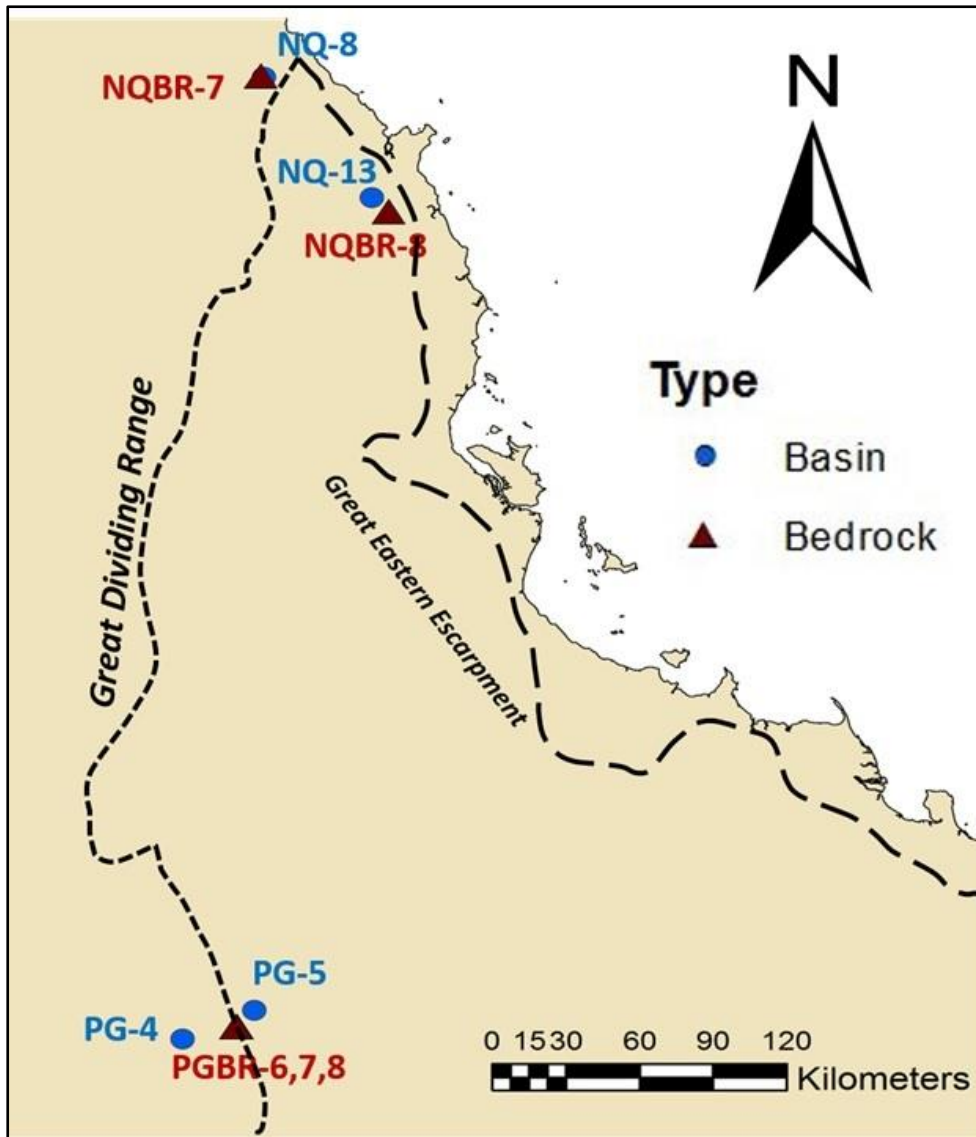 NQ-8
NQBR-7
N
NQ-13
NQBR-8
Type
Basin
Bedrock
Great Dividing Range
Great Eastern Escarpment
PG-5
PG-4
PGBR-6,7,8
0 15 30 60 90 120
Kilometers